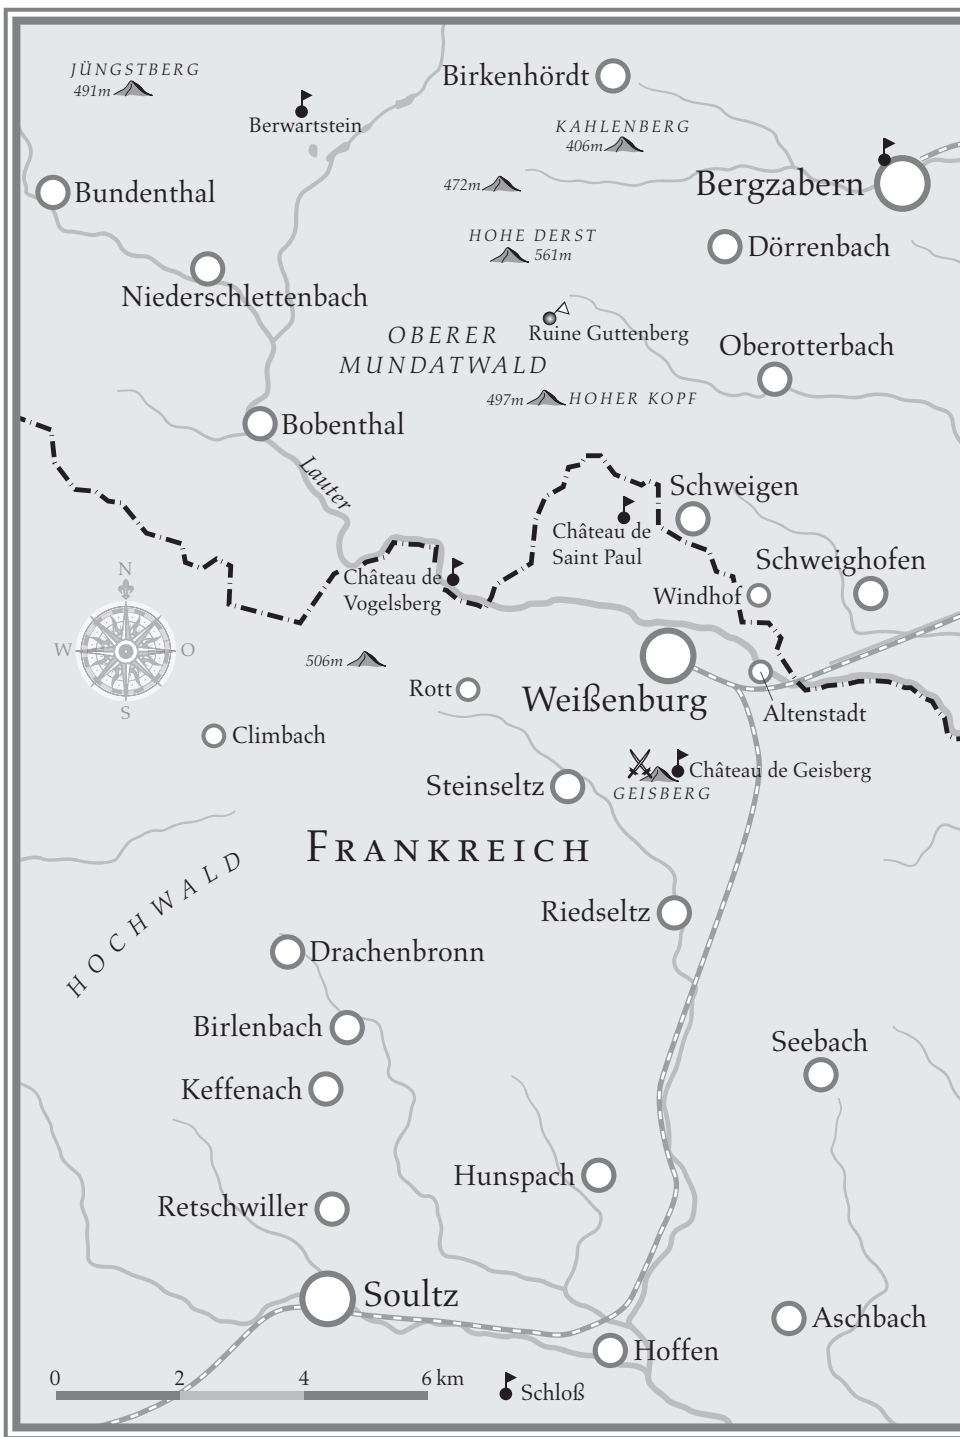 JÜNGSTBERG
491m
Berwartstein
Birkenhördt
KAHLENBERG
406m
Bergzabern
Bundenthal
472m
HOHE DERST
561m
Dörrenbach
Niederschlettenbach
Ruine Guttenberg
OBERER
MUNDATWALD
Oberotterbach
497m HOHER KOPF
Bobenthal
Lauter
Schweigen
Château de
Saint Paul
Schweighofen
N
W
O
S
Château de
Vogelsberg
Windhof
506m
Rott
Weißenburg
Altenstadt
Climbach
Steinseltz
Château de Geisberg
GEISBERG
FRANKREICH
HOCHWALD
Riedseltz
Drachenbronn
Birlenbach
Seebach
Keffenach
Hunspach
Retschwiller
Soultz
Aschbach
Hoffen
0 2 4 6 km
Schloß